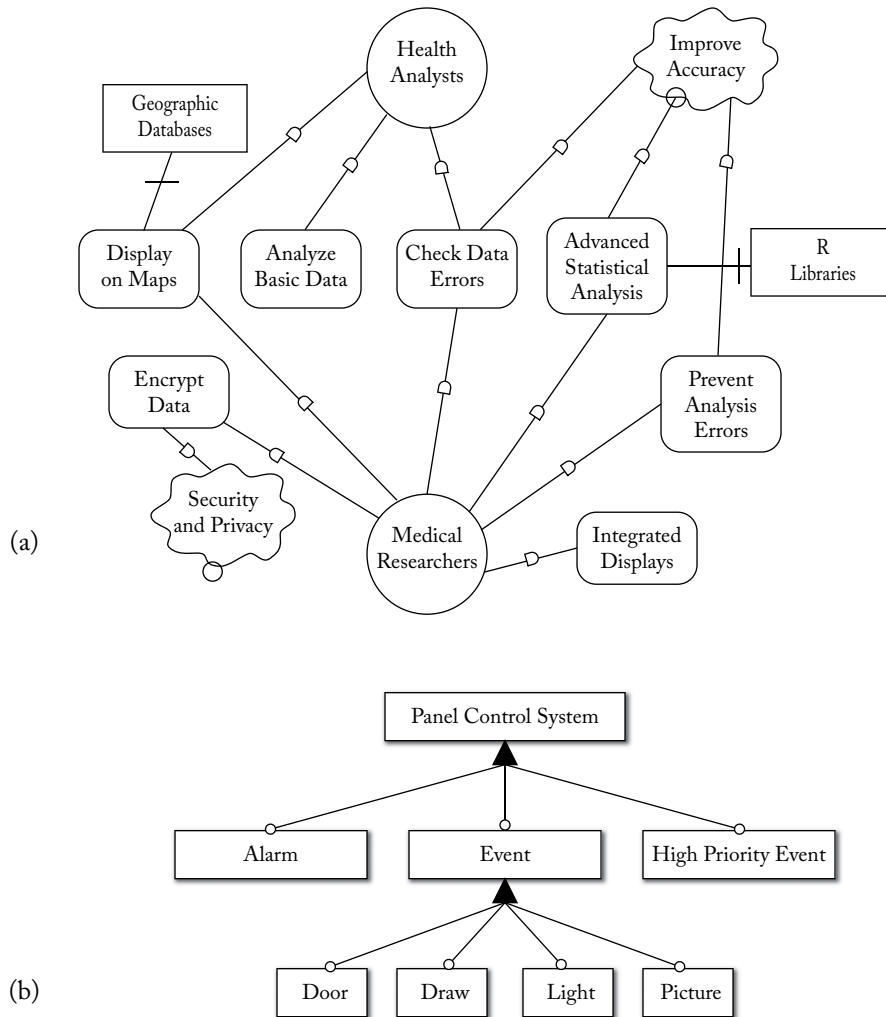 Health
Analysts
Improve
Accuracy
Geographic
Databases
Display
on Maps
Analyze
Basic Data
Check Data
Errors
Advanced
Statistical
Analysis
R
Libraries
Encrypt
Data
Prevent
Analysis
Errors
Security
and Privacy
Medical
Researchers
Integrated
Displays
(a)
Panel Control System
Alarm
Event
High Priority Event
Door
Draw
Light
Picture
(b)